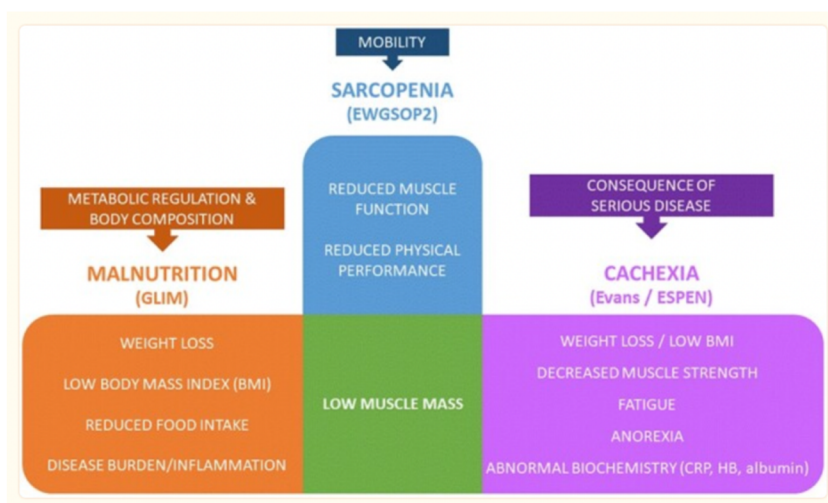 MOBILITY
SARCOPENIA
(EWGSOP2)
REDUCED MUSCLE
FUNCTION
REDUCED PHYSICAL
PERFORMANCE
METABOLIC REGULATION &
BODY COMPOSITION
MALNUTRITION
(GLIM)
WEIGHT LOSS
LOW BODY MASS INDEX (BMI)
REDUCED FOOD INTAKE
DISEASE BURDEN/INFLAMMATION
LOW MUSCLE MASS
CONSEQUENCE OF
SERIOUS DISEASE
CACHEXIA
(Evans / ESPEN)
WEIGHT LOSS / LOW BMI
DECREASED MUSCLE STRENGTH
FATIGUE
ANOREXIA
ABNORMAL BIOCHEMISTRY (CRP, HB, albumin)